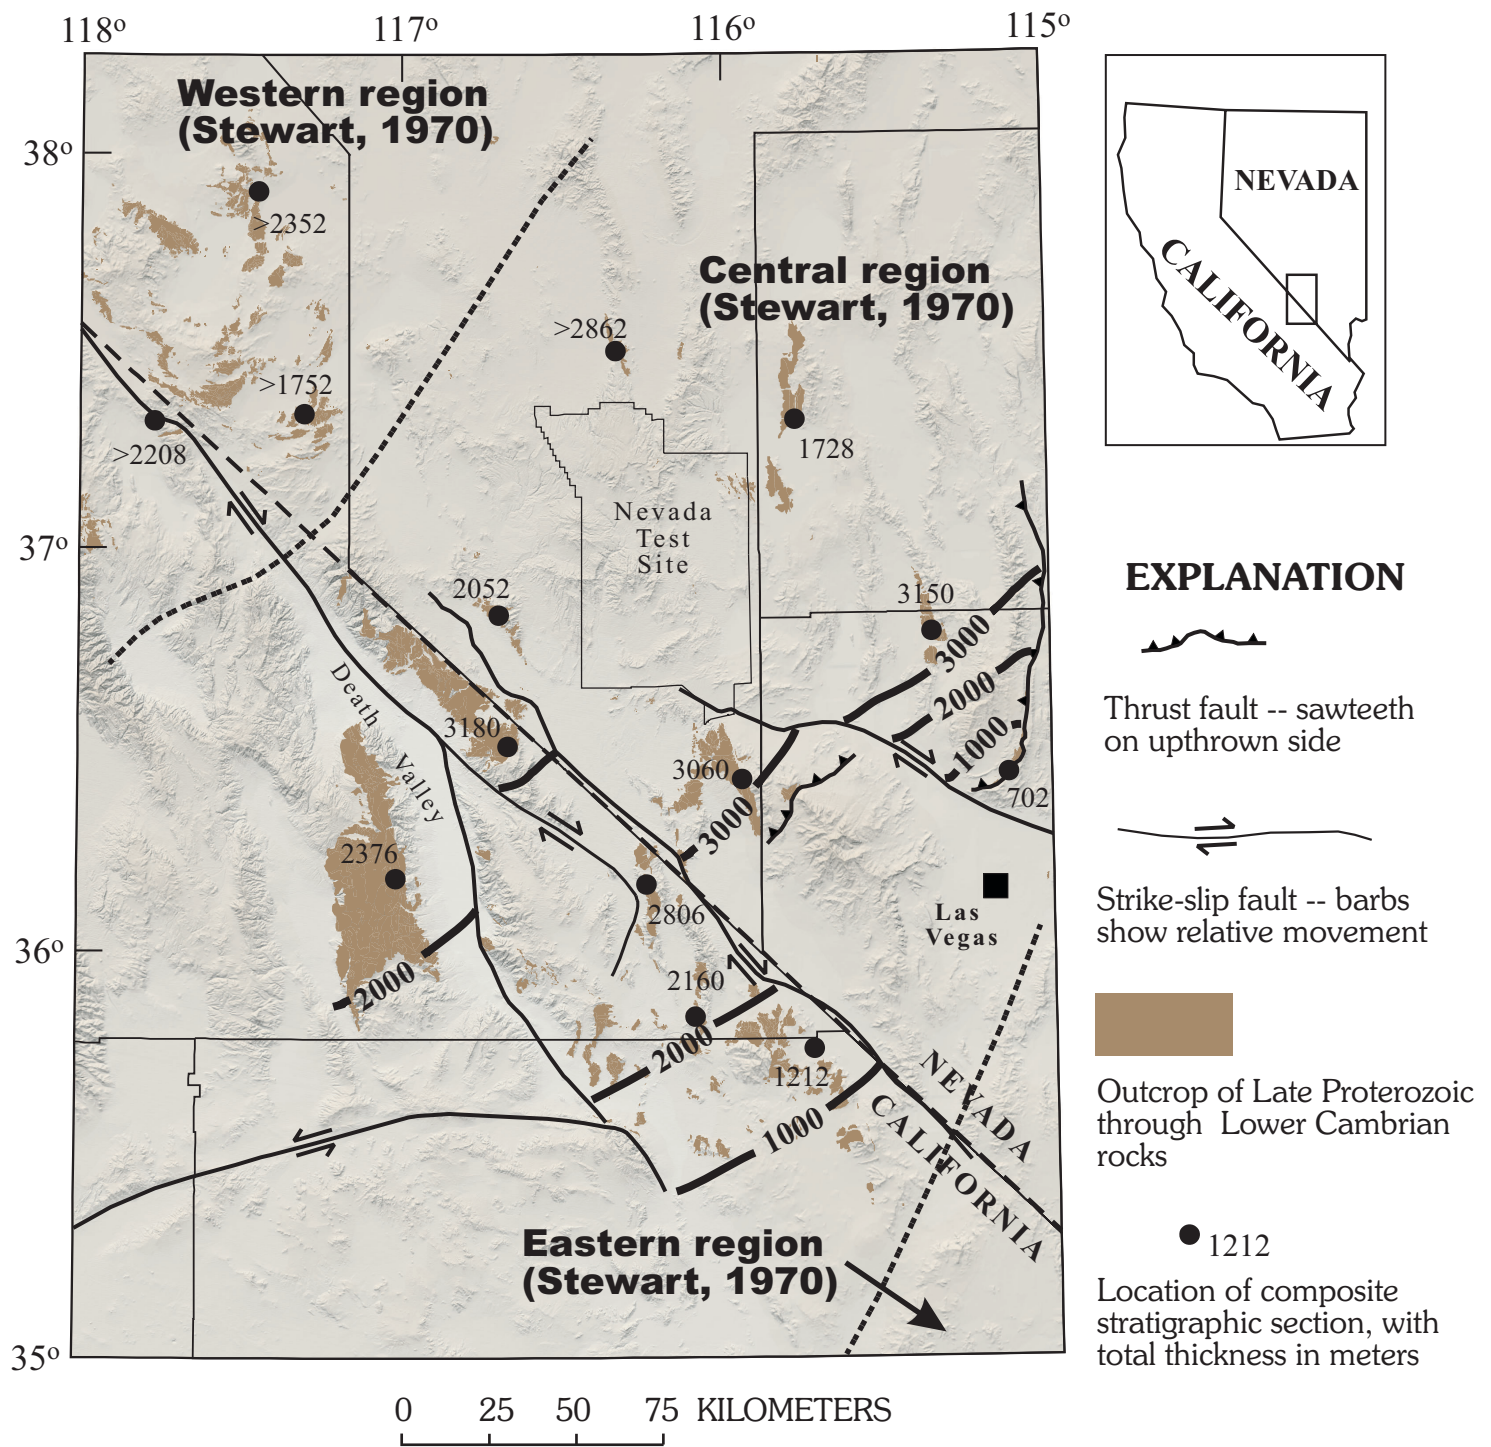 118º
117º
116º
115º
Western region
(Stewart, 1970)
38º
>2352
NEVADA
CALIFORNIA
Central region
(Stewart, 1970)
>2862
>1752
1728
>2208
Nevada
Test
Site
37º
EXPLANATION
2052
3150
3000
2000
1000
Thrust fault -- sawteeth
on upthrown side
Death
Valley
3180
3060
702
3000
2376
Strike-slip fault -- barbs
show relative movement
2806
Las
Vegas
36º
2000
2160
2000
1212
1000
NEVADA
CALIFORNIA
Outcrop of Late Proterozoic
through Lower Cambrian
rocks
Eastern region
(Stewart, 1970)
1212
Location of composite
stratigraphic section, with
total thickness in meters
35º
0 25 50 75 KILOMETERS